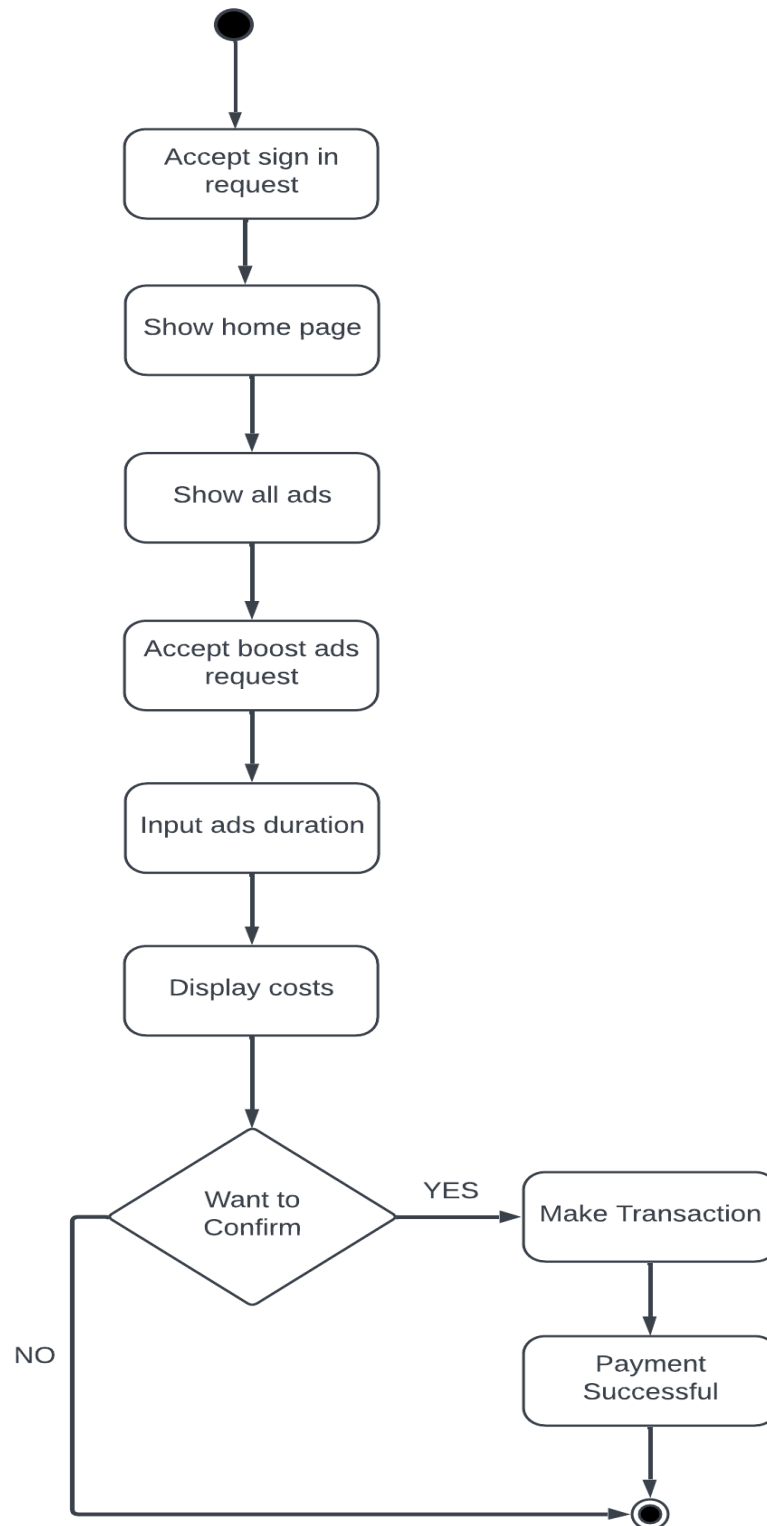 Accept sign in
request
Show home page
Show all ads
Accept boost ads
request
Input ads duration
Display costs
Want to
Confirm
YES
Make Transaction
NO
Payment
Successful